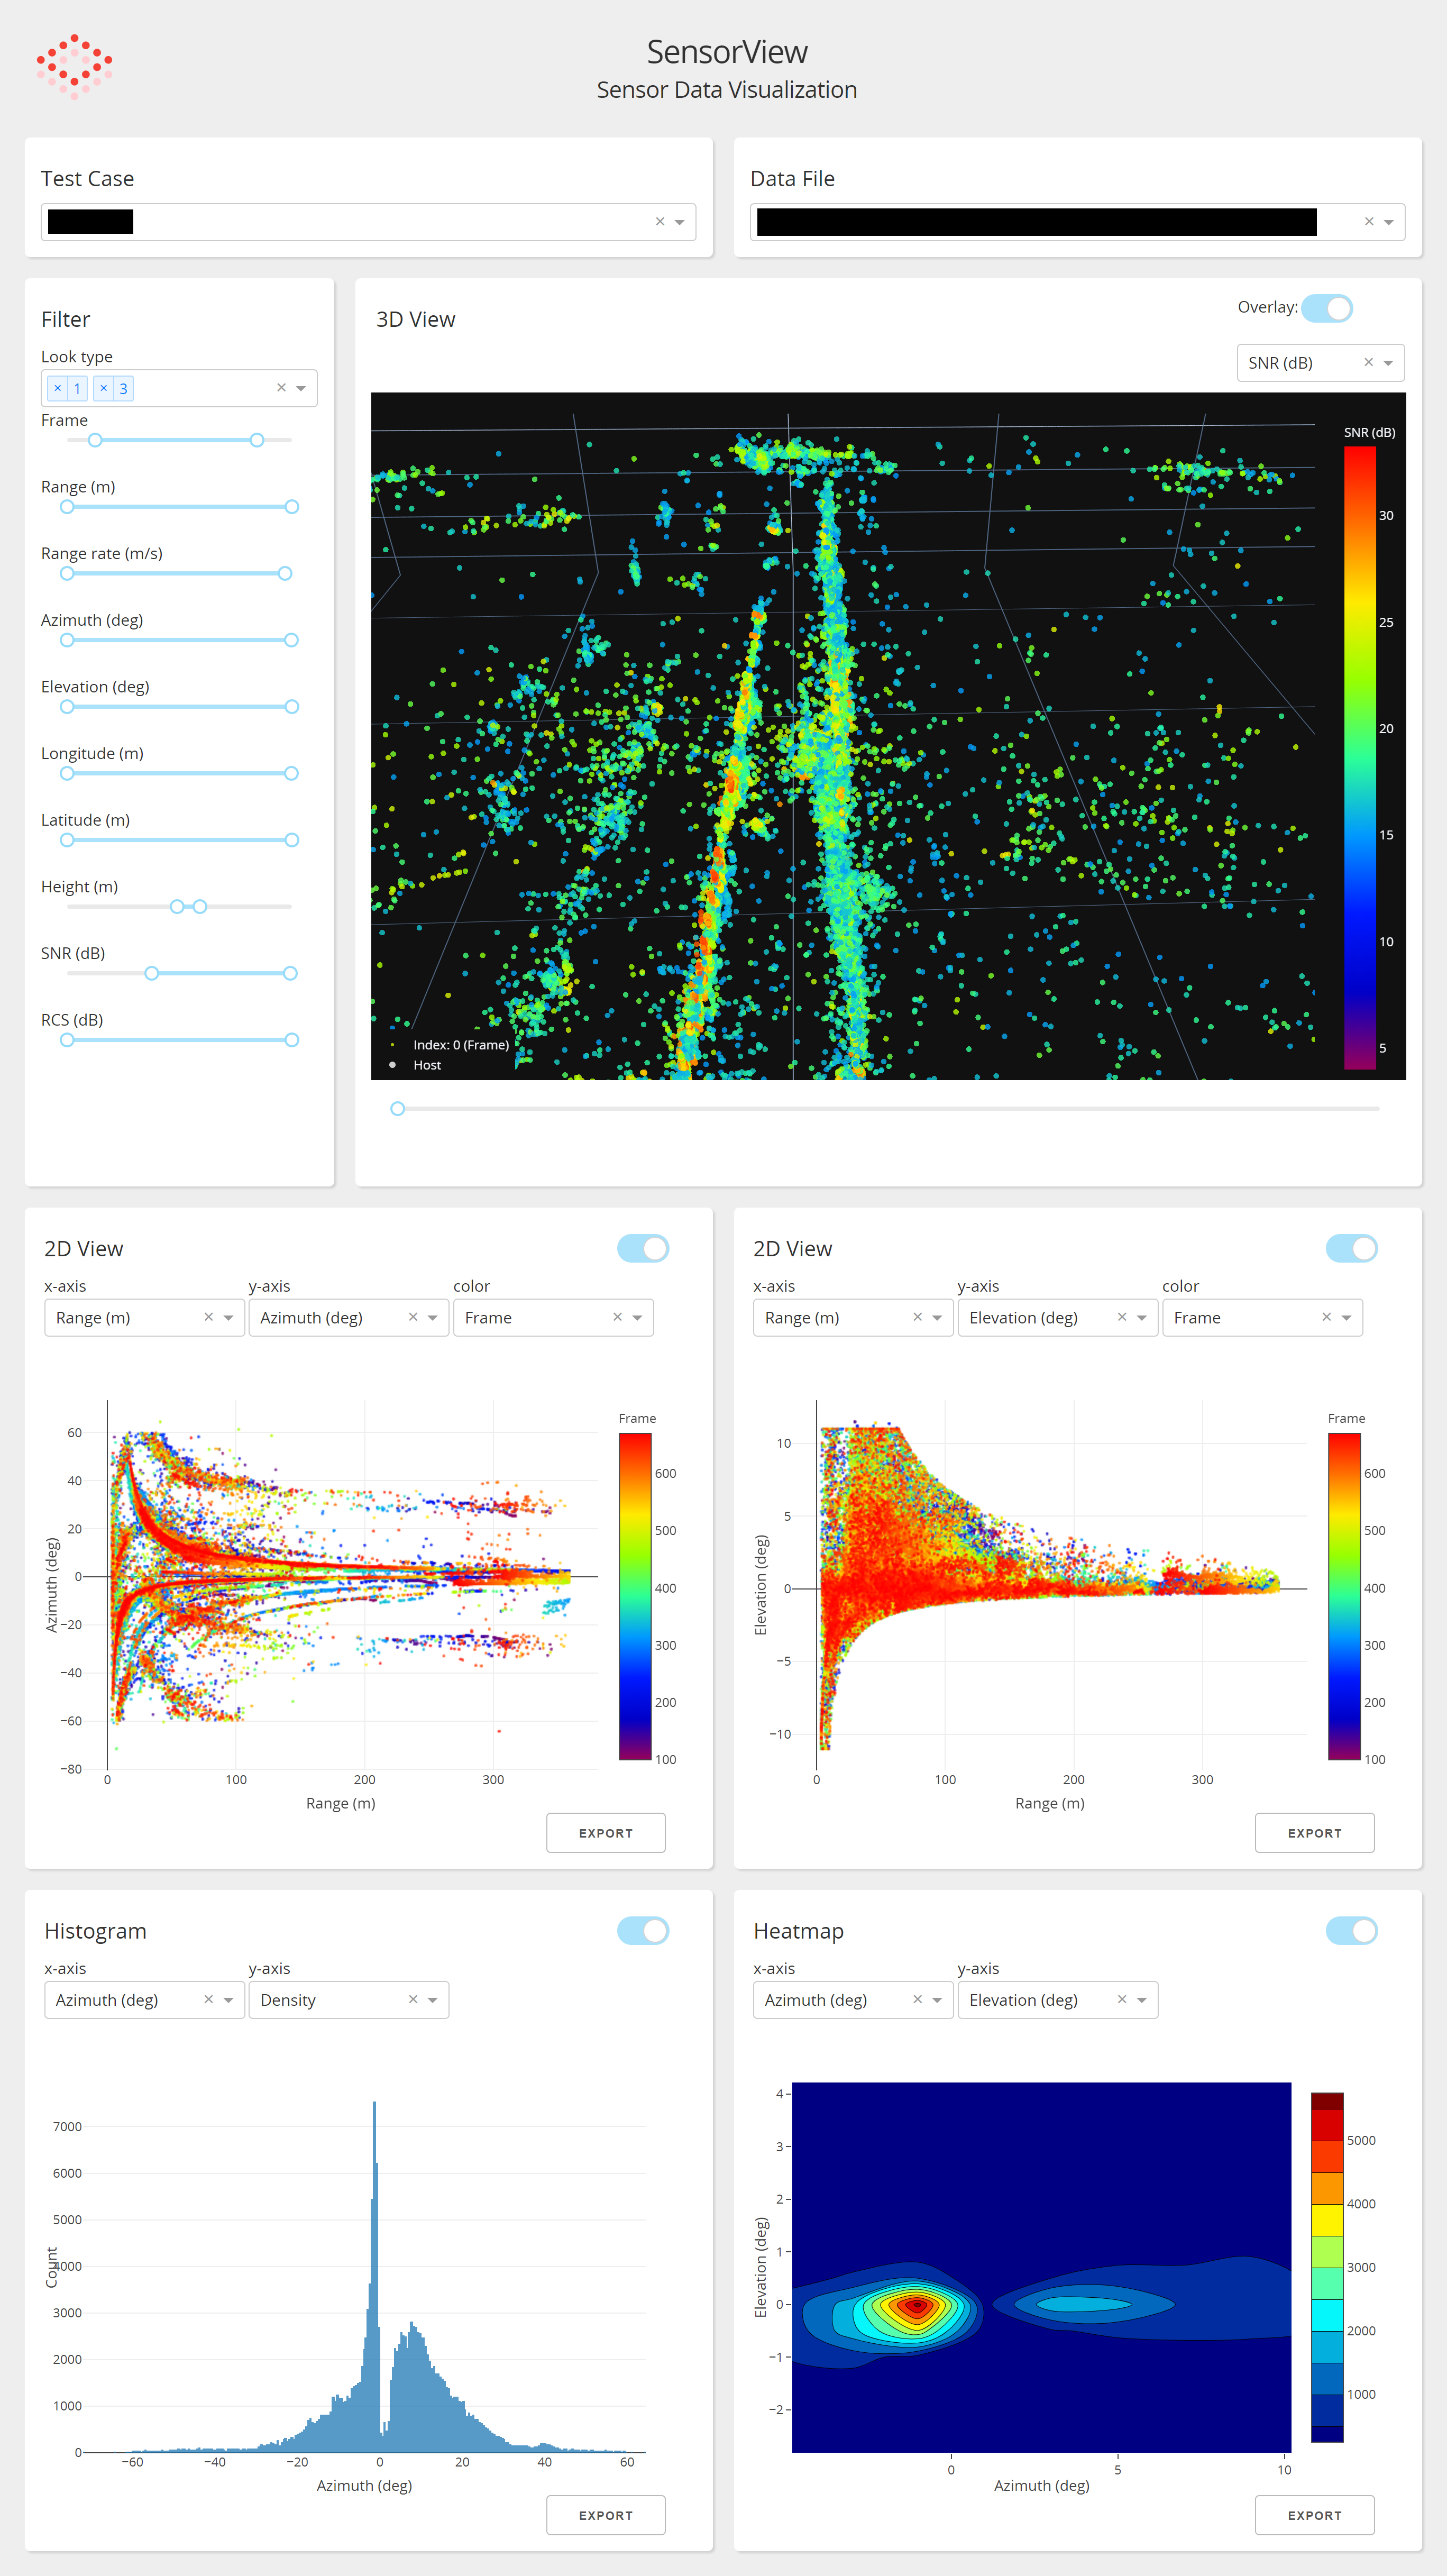 SensorView
Sensor Data Visualization
Test Case
Data File
Filter
Look type
× 1 × 3
Frame
Range (m)
Range rate (m/s)
Azimuth (deg)
Elevation (deg)
Longitude (m)
Latitude (m)
Height (m)
SNR (dB)
RCS (dB)
3D View
Overlay:
SNR (dB)
SNR (dB)
30
25
20
15
10
5
Index: 0 (Frame)
Host
2D View
x-axis y-axis color
Range (m) Azimuth (deg) Frame
Frame
60
40
20
0
−20
−40
−60
−80
Azimuth (deg)
600
500
400
300
200
100
0 100 200 300
Range (m)
EXPORT
2D View
x-axis y-axis color
Range (m) Elevation (deg) Frame
Frame
10
5
0
−5
−10
Elevation (deg)
600
500
400
300
200
100
0 100 200 300
Range (m)
EXPORT
Histogram
x-axis y-axis
Azimuth (deg) Density
7000
6000
5000
4000
3000
2000
1000
0
Count
−60 −40 −20 0 20 40 60
Azimuth (deg)
EXPORT
Heatmap
x-axis y-axis
Azimuth (deg) Elevation (deg)
4
3
2
1
0
−1
−2
Elevation (deg)
5000
4000
3000
2000
1000
0 5 10
Azimuth (deg)
EXPORT